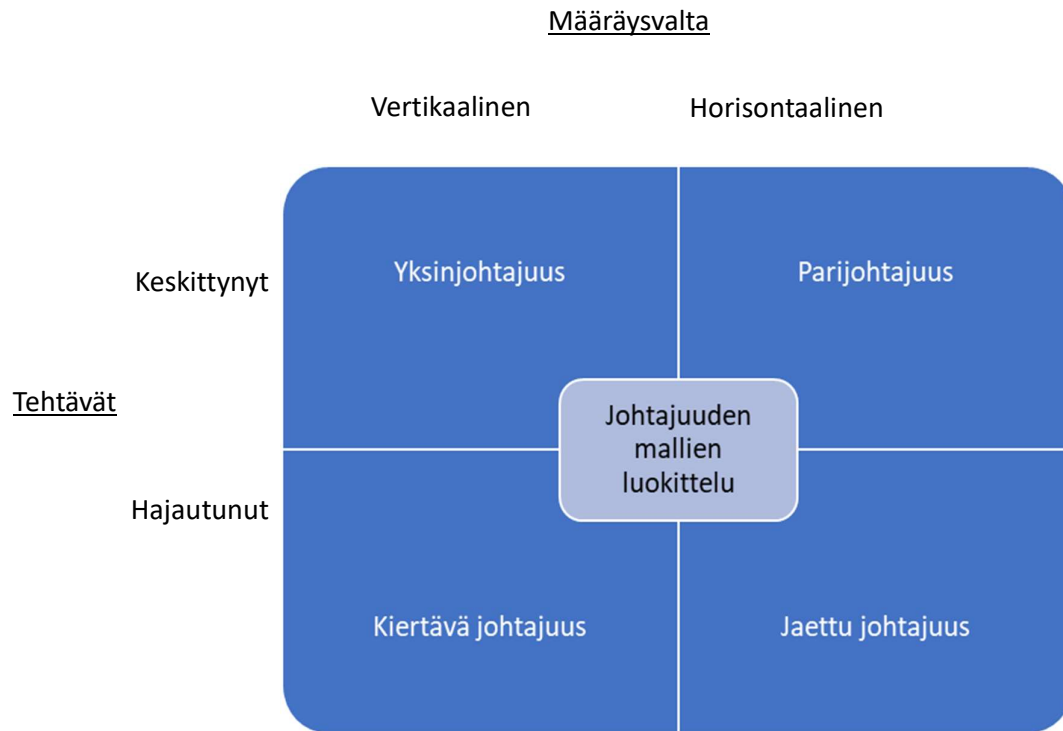 Määräysvalta
Vertikaalinen
Horisontaalinen
Keskittynyt
Yksinjohtajuus
Parijohtajuus
Tehtävät
Johtajuuden
mallien
luokittelu
Hajautunut
Kiertävä johtajuus
Jaettu johtajuus